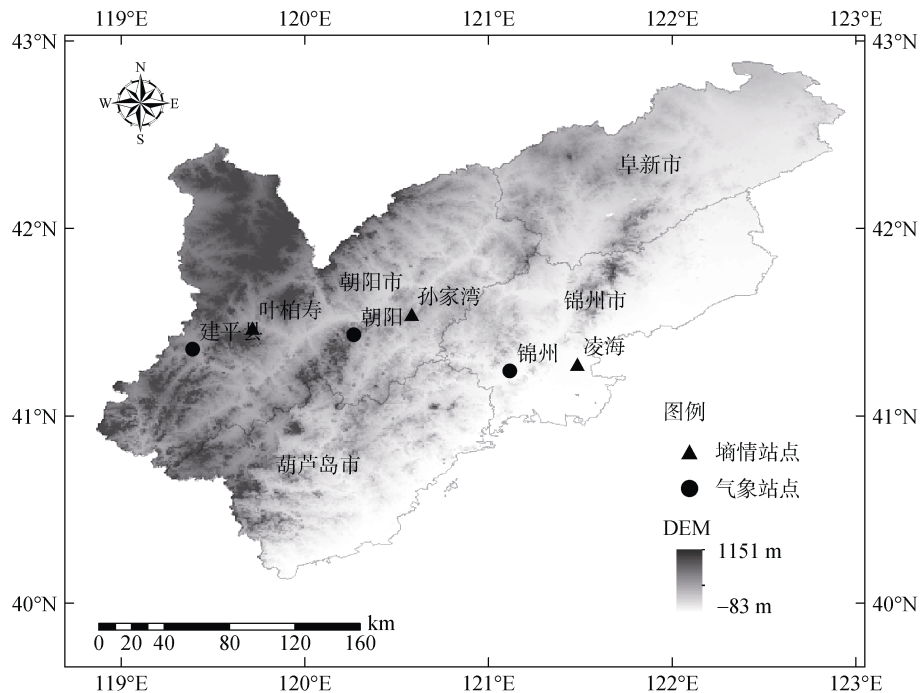 119°E 120°E 121°E 122°E 123°E
43°N 43°N
N
W E
S
阜新市
42°N 42°N
朝阳市
孙家湾
叶柏寿
锦州市
朝阳
建平县
凌海
锦州
图例
41°N 41°N
墒情站点
葫芦岛市
气象站点
DEM
1151 m
40°N 40°N
–83 m
km
0 20 40 80 120 160
119°E 120°E 121°E 122°E 123°E